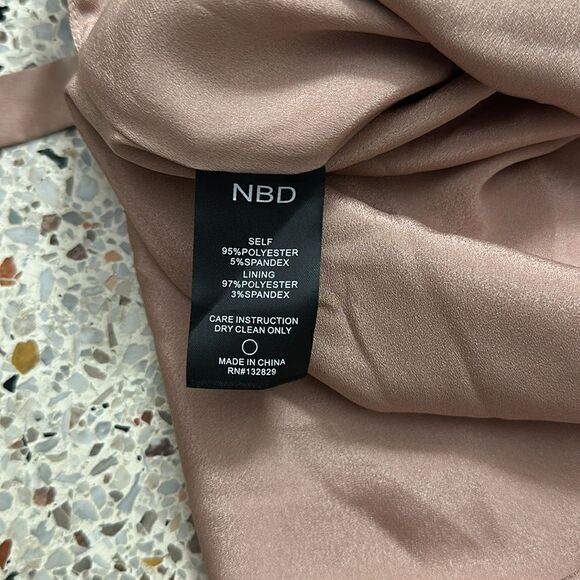 NBD
SELF
95%POLYESTER
5%SPANDEX
LINING
97%POLYESTER
3%SPANDEX
CARE INSTRUCTION
DRY CLEAN ONLY
MADE IN CHINA
RN#132829